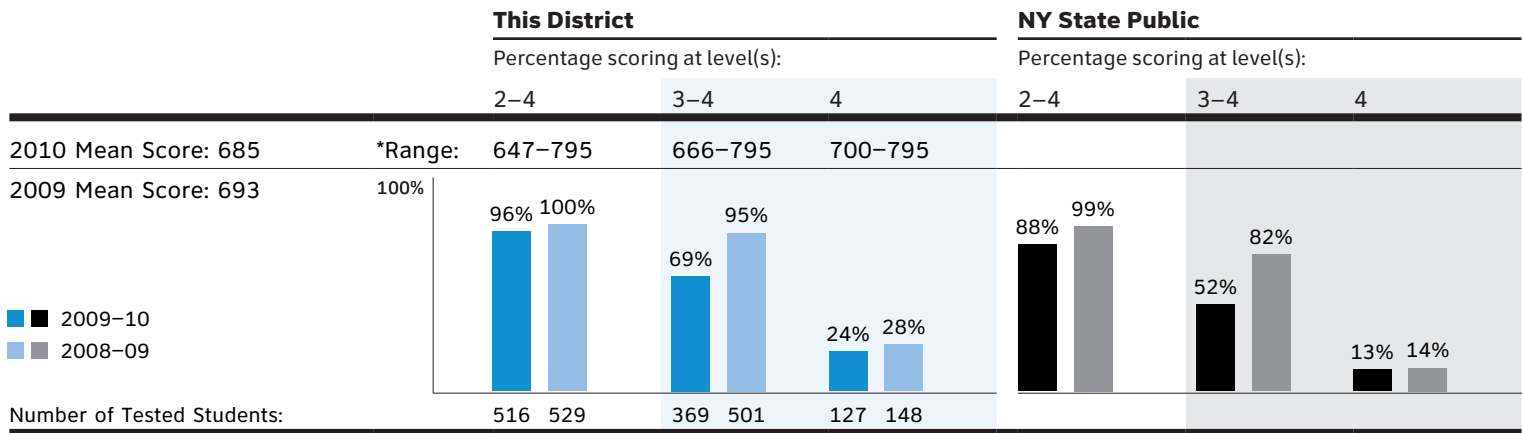 This District NY State Public
Percentage scoring at level(s): Percentage scoring at level(s):
2–4 3–4 4 2–4 3–4 4
2010 Mean Score: 685 *Range: 647–795 666–795 700–795
2009 Mean Score: 693 100%
96% 100% 69% 95% 24% 28% 88% 99% 52% 82% 13% 14%
2009–10
2008–09
Number of Tested Students: 516 529 369 501 127 148